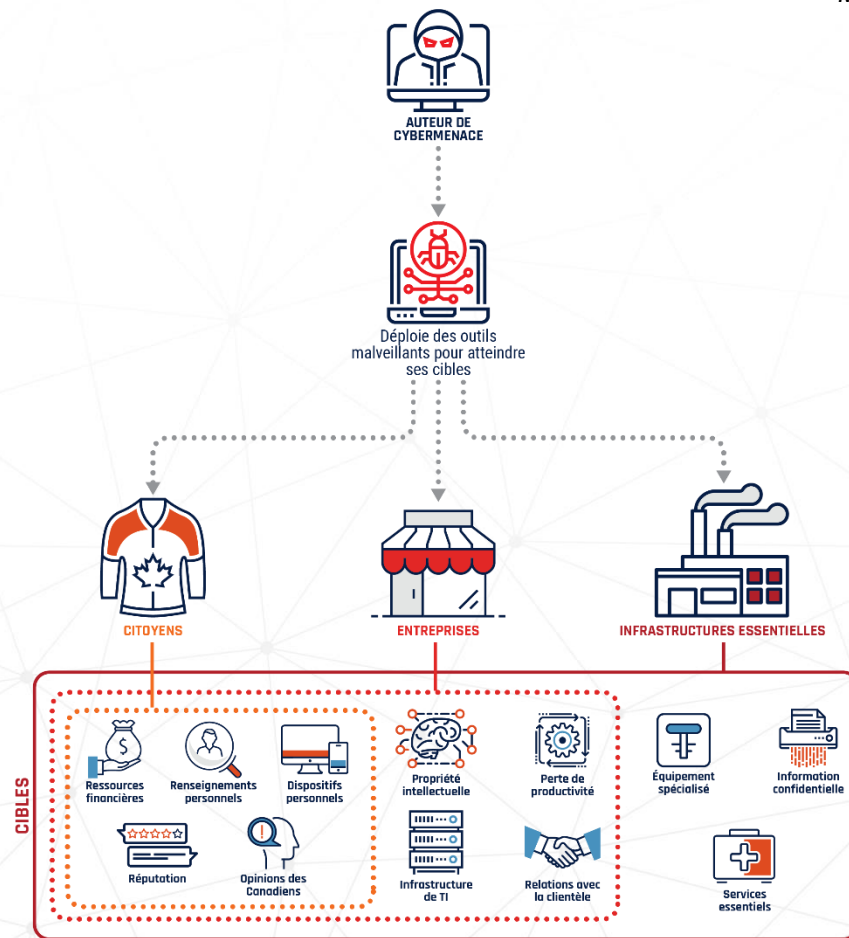 AUTEUR DE
CYBERMENACE
Déploie des outils
malveillants pour atteindre
ses cibles
CITOYENS
ENTREPRISES
INFRASTRUCTURES ESSENTIELLES
CIBLES
Ressources
financières
Renseignements
personnels
Dispositifs
personnels
Propriété
intellectuelle
Perte de
productivité
Équipement
spécialisé
Information
confidentielle
Réputation
Opinions des
Canadiens
Infrastructure
de TI
Relations avec
la clientèle
Services
essentiels